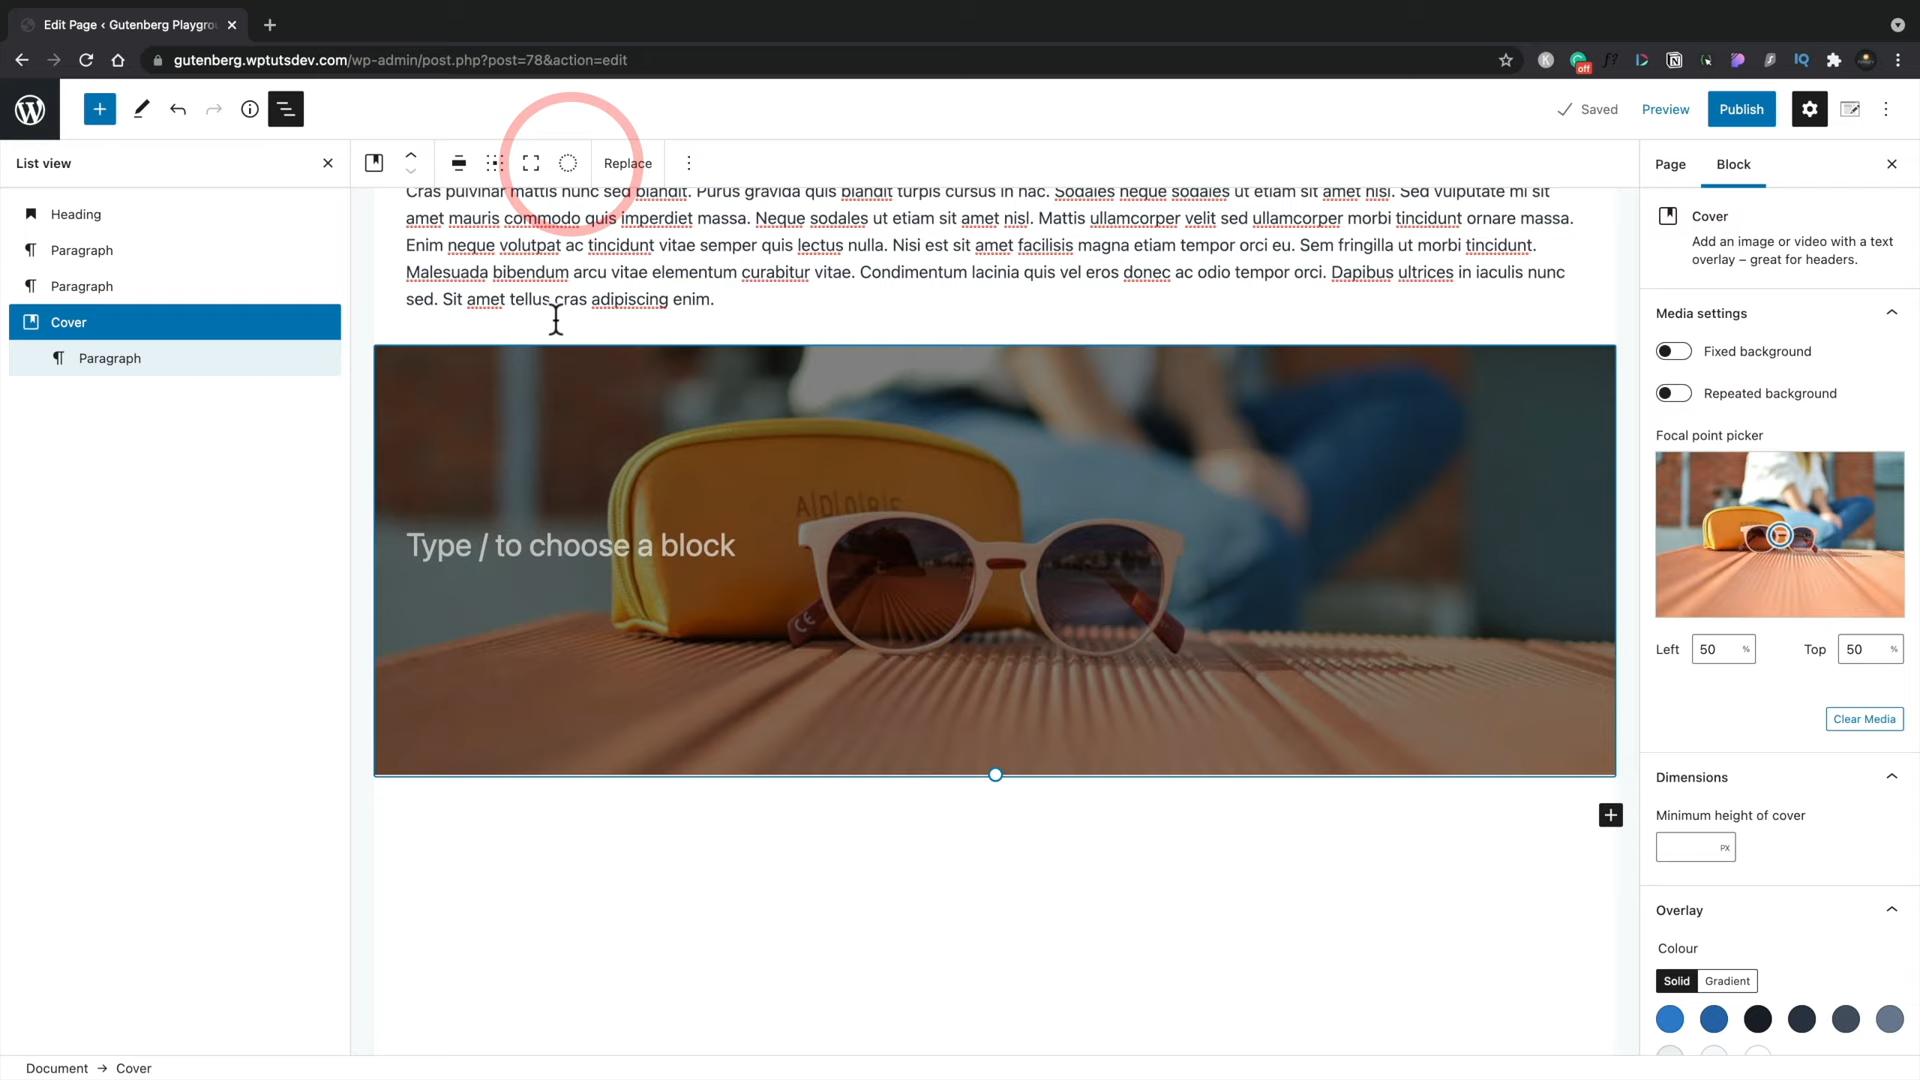 Edit Page ‹ Gutenberg Playgro
gutenberg.wptutsdev.com/wp-admin/post.php?post=78&action=edit
off
Saved
Preview
Publish
List view
Replace
Page
Block
Heading
Paragraph
Paragraph
Cover
Paragraph
Cras pulvinar mattis nunc sed blandit. Purus gravida quis blandit turpis cursus in hac. Sodales neque sodales ut etiam sit amet nisl. Sed vulputate mi sit
amet mauris commodo quis imperdiet massa. Neque sodales ut etiam sit amet nisl. Mattis ullamcorper velit sed ullamcorper morbi tincidunt ornare massa.
Enim neque volutpat ac tincidunt vitae semper quis lectus nulla. Nisi est sit amet facilisis magna etiam tempor orci eu. Sem fringilla ut morbi tincidunt.
Malesuada bibendum arcu vitae elementum curabitur vitae. Condimentum lacinia quis vel eros donec ac odio tempor orci. Dapibus ultrices in iaculis nunc
sed. Sit amet tellus cras adipiscing enim.
Type / to choose a block
CE
Cover
Add an image or video with a text
overlay – great for headers.
Media settings
Fixed background
Repeated background
Focal point picker
Left 50 % Top 50 %
Clear Media
Dimensions
Minimum height of cover
PX
Overlay
Colour
Solid Gradient
Document → Cover